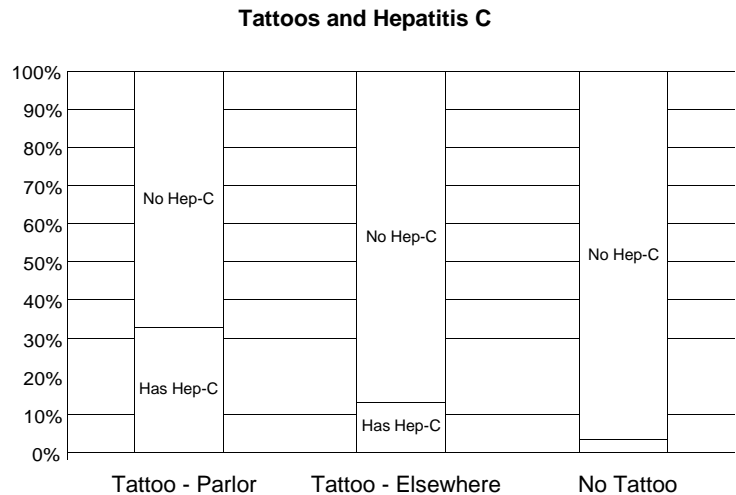 Tattoos and Hepatitis C
100%
90%
80%
70%
60%
50%
40%
30%
20%
10%
0%
No Hep-C
Has Hep-C
No Hep-C
Has Hep-C
No Hep-C
Tattoo - Parlor
Tattoo - Elsewhere
No Tattoo